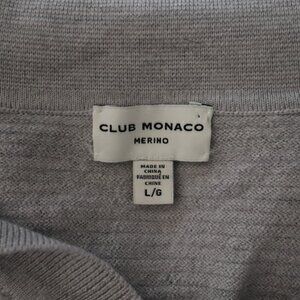 CLUB MONACO
MERINO
MADE IN
CHINA
FABRIQUÉ EN
CHINE
L/G